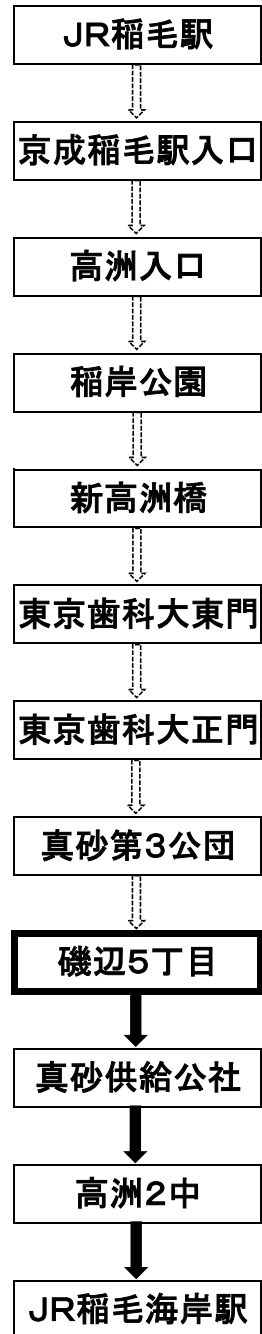 JR稲毛駅
京成稲毛駅入口
高洲入口
稲岸公園
新高洲橋
東京歯科大東門
東京歯科大正門
真砂第3公団
磯辺5丁目
真砂供給公社
高洲2中
JR稲毛海岸駅